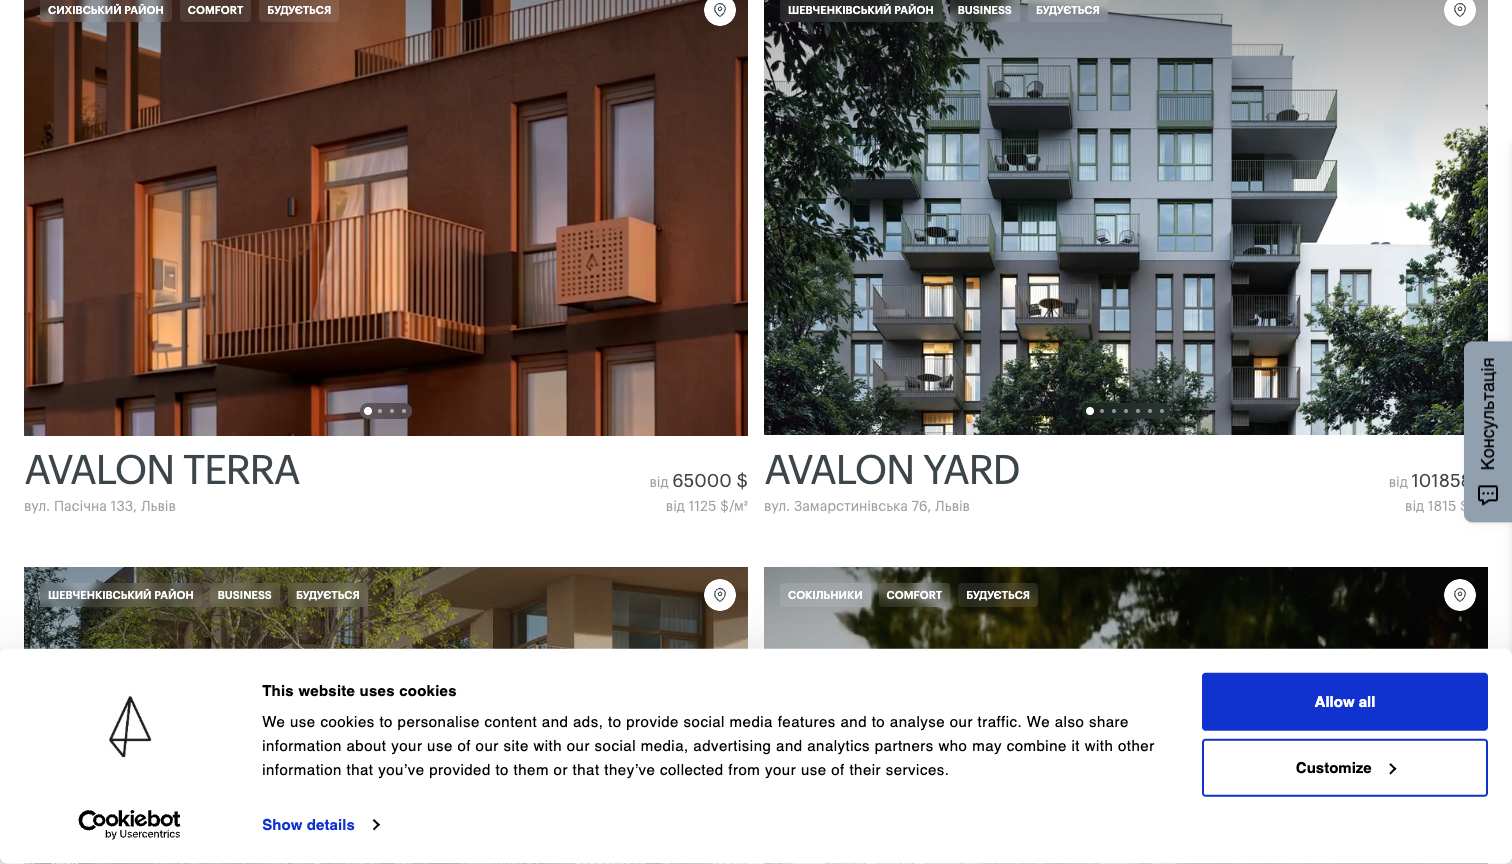 СИХІВСЬКИЙ РАЙОН COMFORT БУДУЄТЬСЯ
ШЕВЧЕНКІВСЬКИЙ РАЙОН BUSINESS БУДУЄТЬСЯ
AVALON TERRA
від 65000 $
вул. Пасічна 133, Львів
від 1125 $/м²
AVALON YARD
від 101858
вул. Замарстинівська 76, Львів
від 1815 $
Консультація
ШЕВЧЕНКІВСЬКИЙ РАЙОН BUSINESS БУДУЄТЬСЯ
СОКІЛЬНИКИ COMFORT БУДУЄТЬСЯ
This website uses cookies
We use cookies to personalise content and ads, to provide social media features and to analyse our traffic. We also share
information about your use of our site with our social media, advertising and analytics partners who may combine it with other
information that you’ve provided to them or that they’ve collected from your use of their services.
Show details
Allow all
Customize
Cookiebot
by Usercentrics